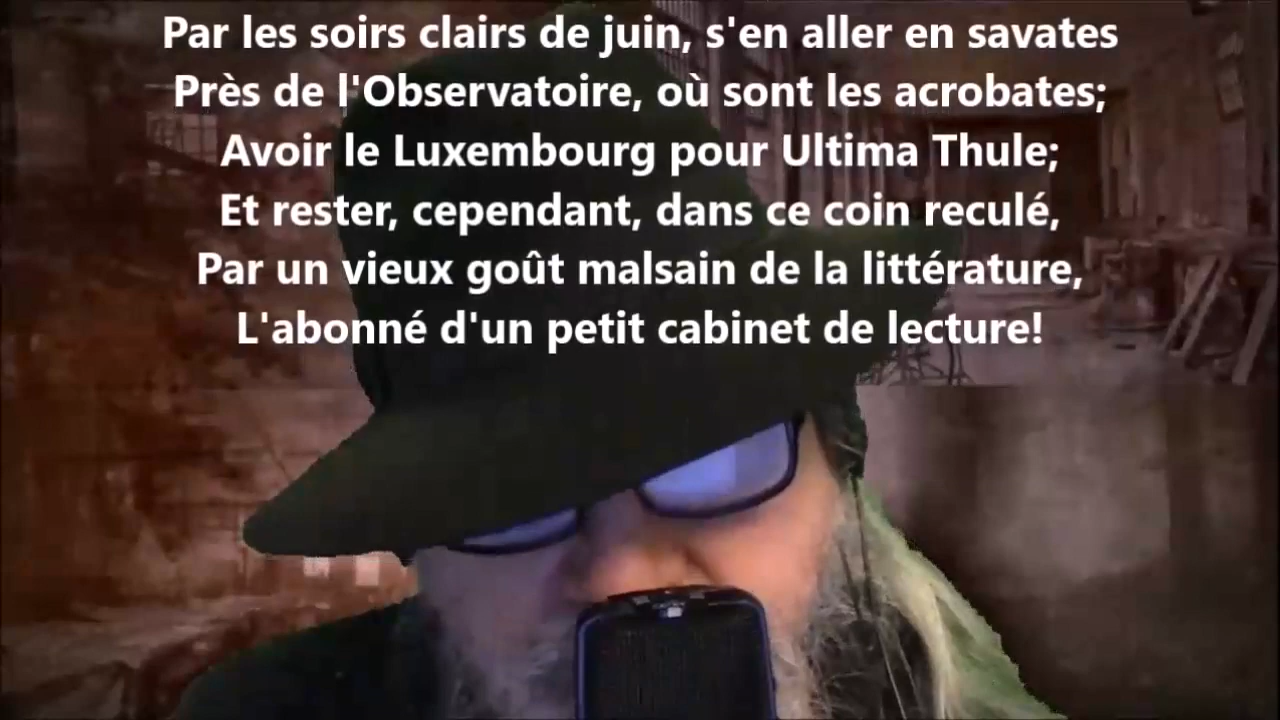 Par les soirs clairs de juin, s'en aller en savates
Près de l'Observatoire, où sont les acrobates;
Avoir le Luxembourg pour Ultima Thule;
Et rester, cependant, dans ce coin reculé,
Par un vieux goût malsain de la littérature,
L'abonné d'un petit cabinet de lecture!